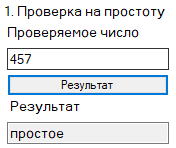 1. Проверка на простоту
Проверяемое число
457
Результат
Результат
простое